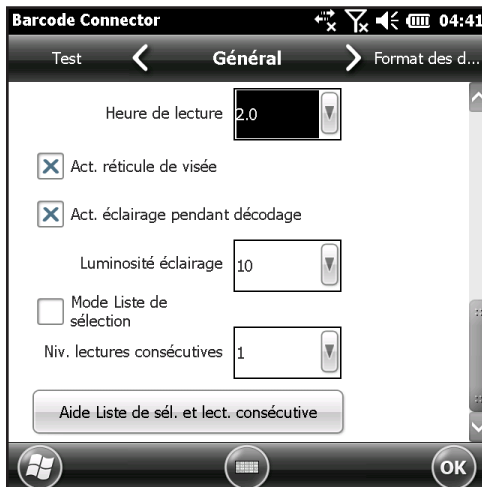 Barcode Connector 04:41
Test Général Format des d...
Heure de lecture 2.0
Act. réticule de visée
Act. éclairage pendant décodage
Luminosité éclairage 10
Mode Liste de
sélection
Niv. lectures consécutives 1
Aide Liste de sél. et lect. consécutive
OK